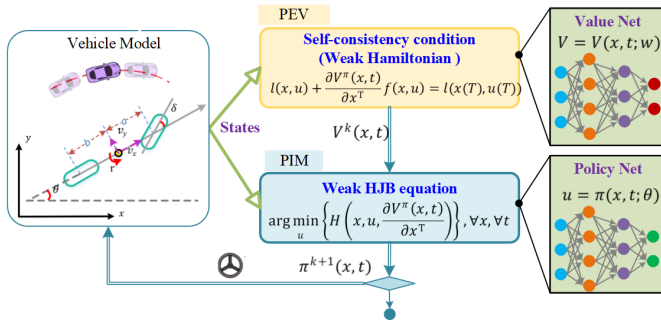 Vehicle Model
δ
a
b
v_y
v_x
r
y
θ
x
States
PEV
Self-consistency condition
(Weak Hamiltonian )
l(x,u) + ∂V^π(x,t)/∂x^T f(x,u) = l(x(T),u(T))
V^k(x,t)
PIM
Weak HJB equation
arg min_u {H (x,u, ∂V^π(x,t)/∂x^T)}, ∀x, ∀t
π^{k+1}(x,t)
Value Net
V = V(x,t;w)
Policy Net
u = π(x,t;θ)